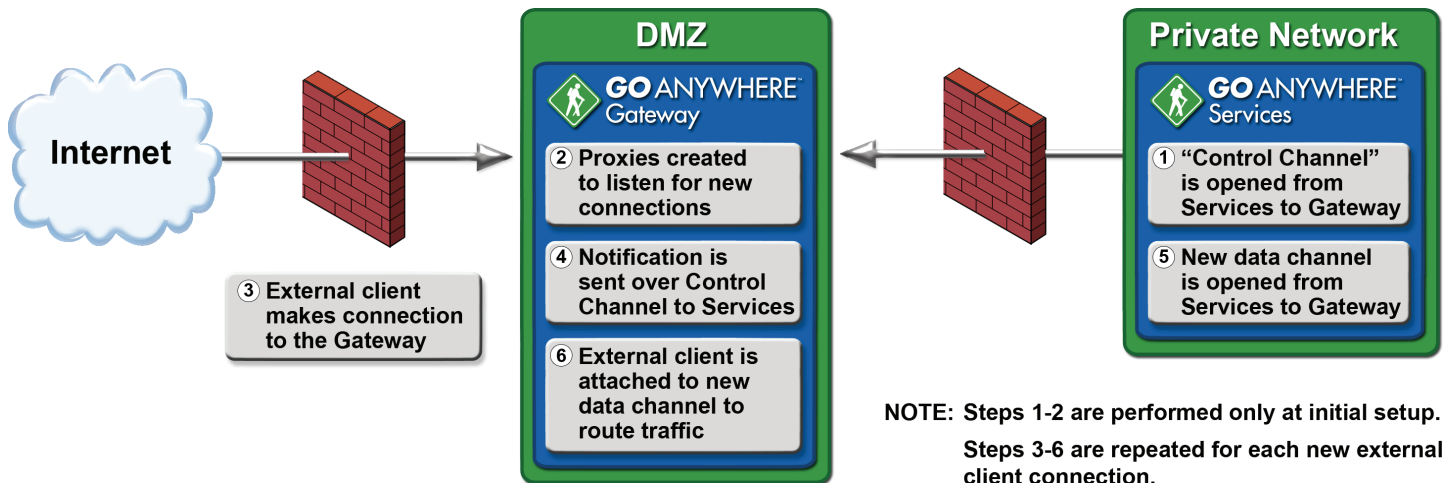 DMZ
Private Network
GO ANYWHERE™
Gateway
GO ANYWHERE™
Services
Internet
2 Proxies created
to listen for new
connections
1 “Control Channel”
is opened from
Services to Gateway
4 Notification is
sent over Control
Channel to Services
5 New data channel
is opened from
Services to Gateway
3 External client
makes connection
to the Gateway
6 External client is
attached to new
data channel to
route traffic
NOTE: Steps 1-2 are performed only at initial setup.
Steps 3-6 are repeated for each new external
client connection.